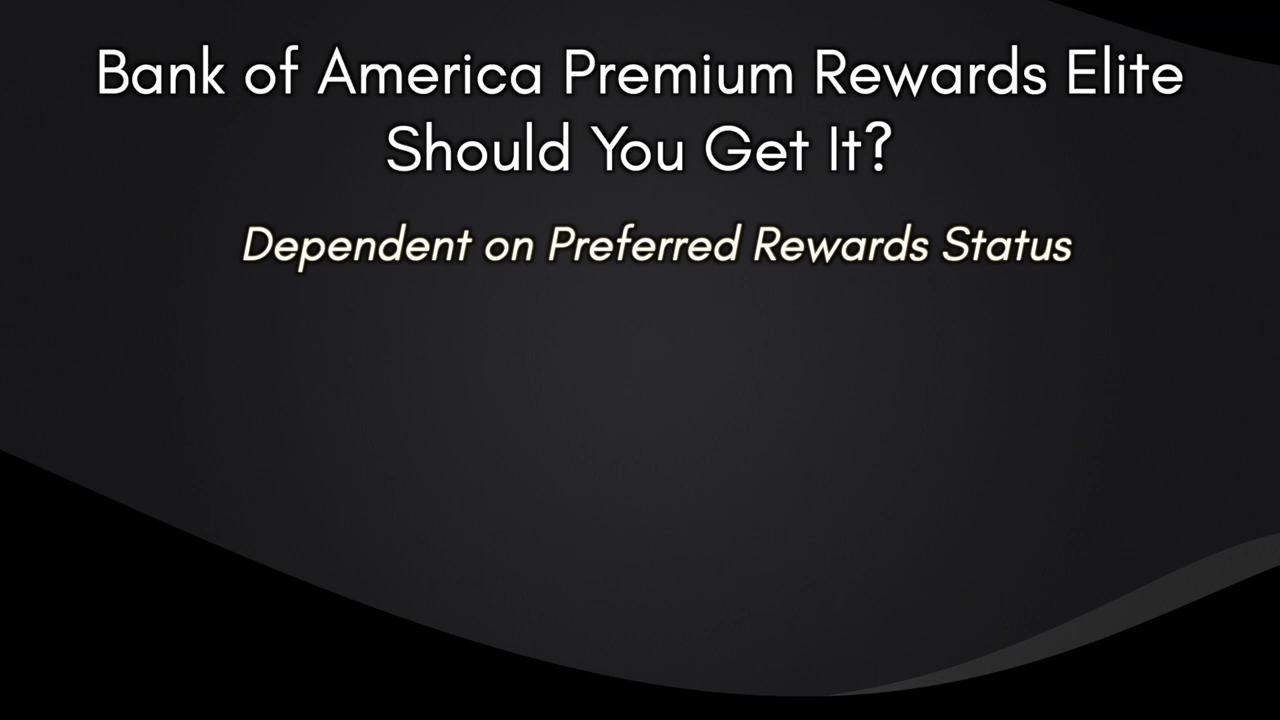 Bank of America Premium Rewards Elite
Should You Get It?
Dependent on Preferred Rewards Status